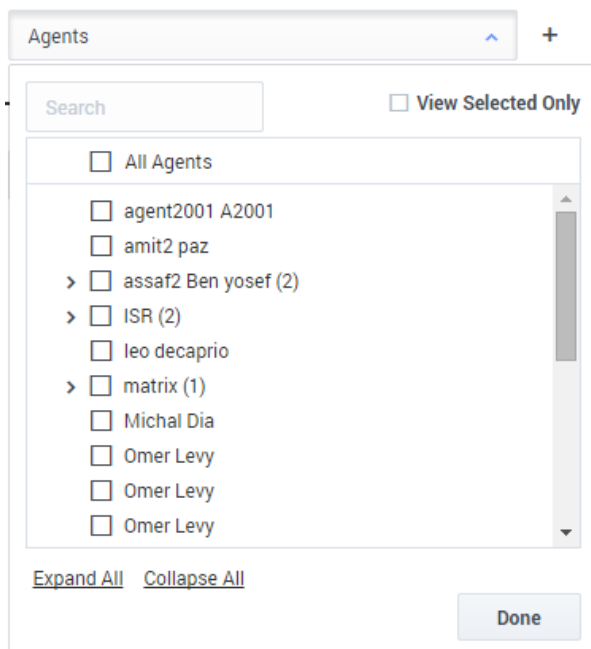 Agents +
Search View Selected Only
All Agents
agent2001 A2001
amit2 paz
assaf2 Ben yosef (2)
ISR (2)
leo decaprio
matrix (1)
Michal Dia
Omer Levy
Omer Levy
Omer Levy
Expand All Collapse All
Done